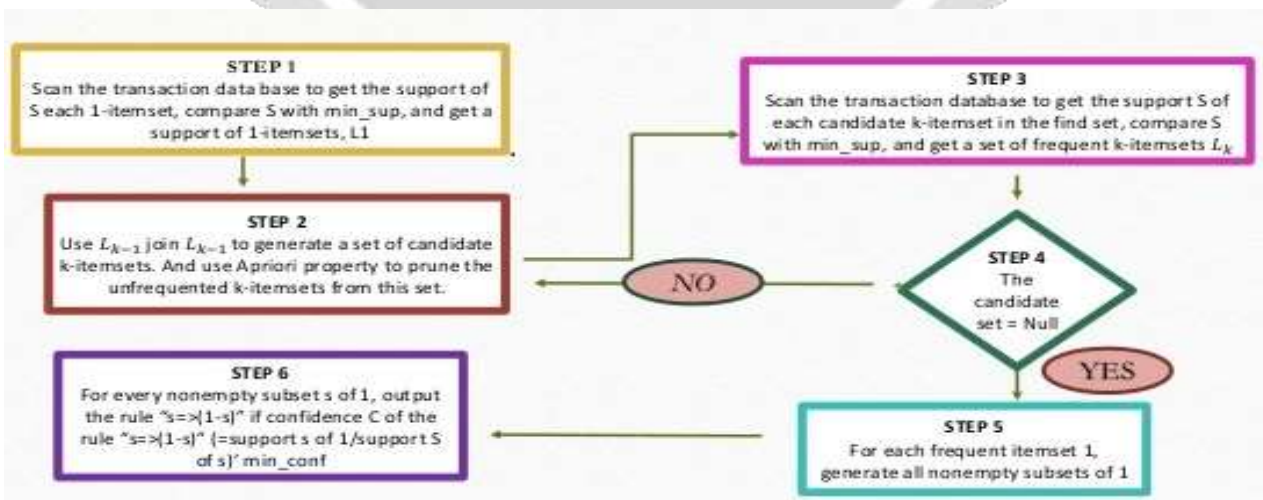 STEP 1
Scan the transaction data base to get the support of
S each 1-itemset, compare S with min_sup, and get a
support of 1-itemsets, L1
STEP 2
Use L_{k-1} join L_{k-1} to generate a set of candidate
k-itemsets. And use Apriori property to prune the
unfrequented k-itemsets from this set.
STEP 3
Scan the transaction database to get the support S of
each candidate k-itemset in the find set, compare S
with min_sup, and get a set of frequent k-itemsets L_k
STEP 4
The
candidate
set = Null
NO
YES
STEP 5
For each frequent itemset 1,
generate all nonempty subsets of 1
STEP 6
For every nonempty subset s of 1, output
the rule "s=>(1-s)" if confidence C of the
rule "s=>(1-s)" (=support s of 1/support S
of s)' min_conf